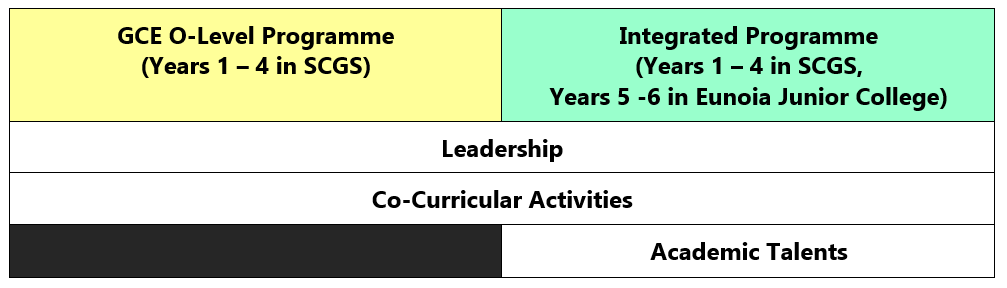 GCE O-Level Programme
(Years 1 – 4 in SCGS)
Integrated Programme
(Years 1 – 4 in SCGS,
Years 5 -6 in Eunoia Junior College)
Leadership
Co-Curricular Activities
Academic Talents